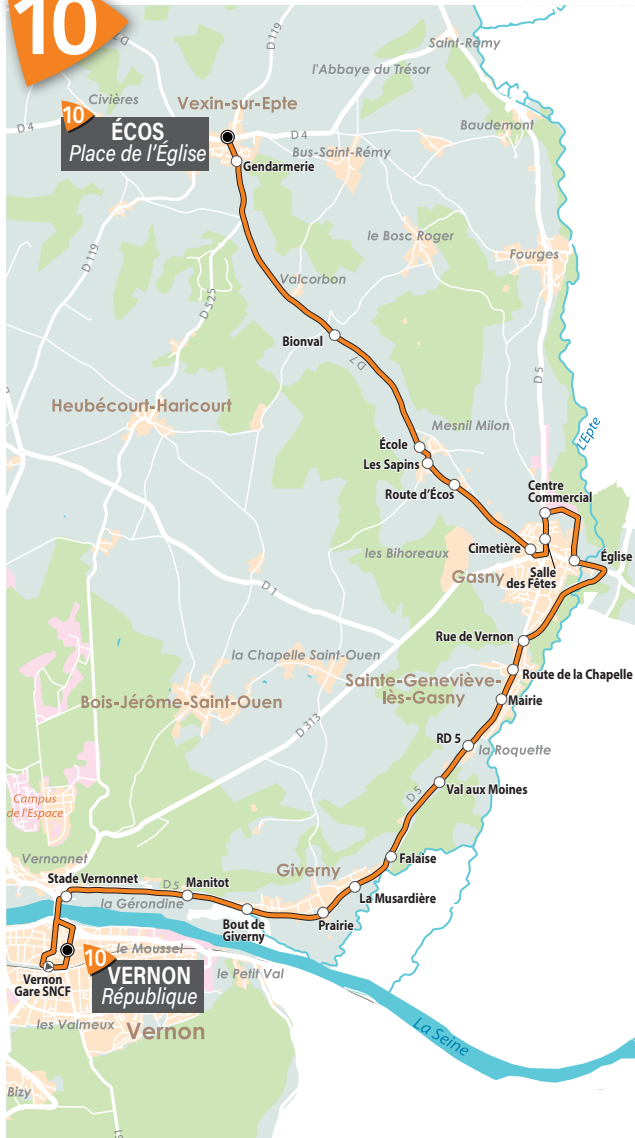 10
D 119
Saint-Rémy
l'Abbaye du Trésor
Civières
Vexin-sur-Epte
10
D 4
ÉCOS
Place de l'Église
D 4
Baudemont
Bus-Saint-Rémy
Gendarmerie
le Bosc Roger
D 119
Fourges
Valcorbon
D 525
Bionval
D7
D 5
Heubécourt-Haricourt
Mesnil Milon
L'Epte
École
Les Sapins
Route d'Écos
Centre
Commercial
Cimetière
les Bihoreaux
Église
Gasny
Salle
des Fêtes
D 1
Rue de Vernon
la Chapelle Saint-Ouen
Route de la Chapelle
Sainte-Geneviève-
lès-Gasny
Bois-Jérôme-Saint-Ouen
Mairie
D 313
RD 5
la Roquette
Val aux Moines
D 5
Campus
de l'Espace
Vernonnet
Falaise
Giverny
Stade Vernonnet
D5
Manitot
La Musardière
la Gérondine
Bout de
Giverny
Prairie
le Moussel
10
VERNON
République
Vernon
Gare SNCF
le Petit Val
les Valmeux
Vernon
La Seine
Bizy